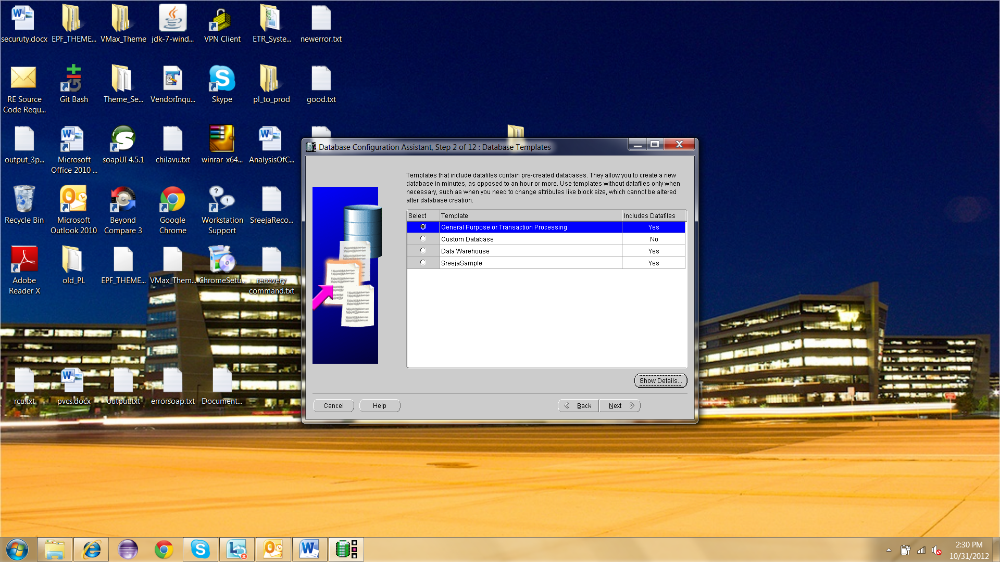 securuty.docx
EPF_THEME...
VMax_Theme
jdk-7-wind...
VPN Client
ETR_Syste...
newerror.txt
RE Source
Code Requ...
Git Bash
Theme_Se...
VendorInqu...
Skype
pl_to_prod
good.txt
output_3p...
Microsoft
Office 2010 ...
soapUI 4.5.1
chilavu.txt
winrar-x64...
AnalysisOfC...
Recycle Bin
Microsoft
Outlook 2010
Beyond
Compare 3
Google
Chrome
Workstation
Support
SreejaReco...
Adobe
Reader X
old_PL
EPF_THEME...
VMax_Them...
ChromeSetu...
recovery
command.txt
rcu.txt
pvcs.docx
output.txt
errorsoap.txt
Document...
Database Configuration Assistant, Step 2 of 12 : Database Templates
Templates that include datafiles contain pre-created databases. They allow you to create a new
database in minutes, as opposed to an hour or more. Use templates without datafiles only when
necessary, such as when you need to change attributes like block size, which cannot be altered
after database creation.
Select Template Includes Datafiles
General Purpose or Transaction Processing Yes
Custom Database No
Data Warehouse Yes
SreejaSample Yes
Show Details...
Cancel Help Back Next
2:30 PM
10/31/2012